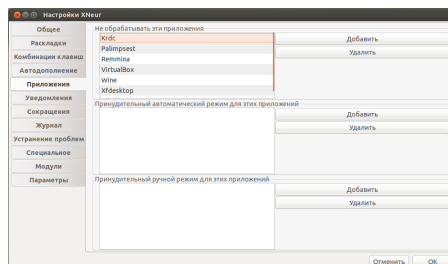 Настройки XNeur
Общее
Раскладки
Комбинации клавиш
Автодополнение
Приложения
Уведомления
Сокращения
Журнал
Устранение проблем
Специальное
Модули
Параметры
Не обрабатывать эти приложения
Krdc
Palimpsest
Remmina
VirtualBox
Wine
Xfdesktop
Добавить
Удалить
Принудительный автоматический режим для этих приложений
Добавить
Удалить
Принудительный ручной режим для этих приложений
Добавить
Удалить
Отменить
OK